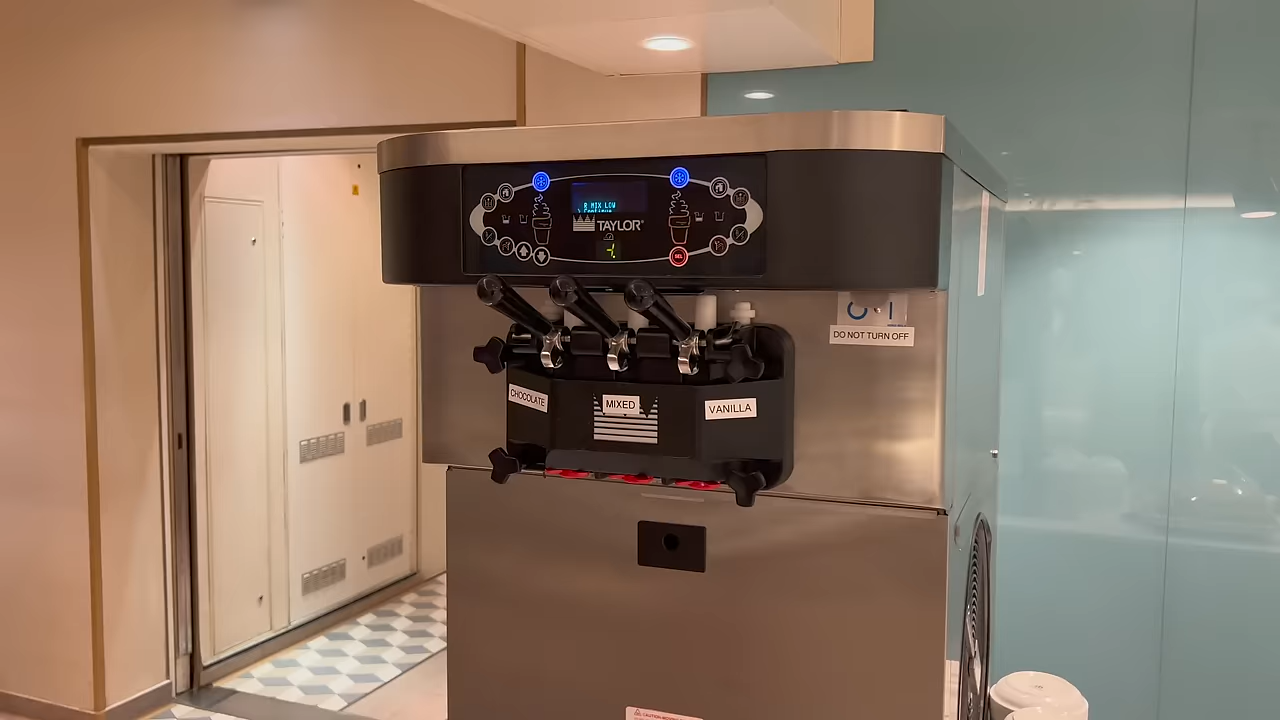 R MIX LOW
TAYLOR
SEL
DO NOT TURN OFF
CHOCOLATE
MIXED
VANILLA